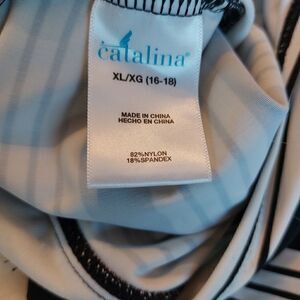 catalina
XL/XG (16-18)
MADE IN CHINA
HECHO EN CHINA
82%NYLON
18%SPANDEX